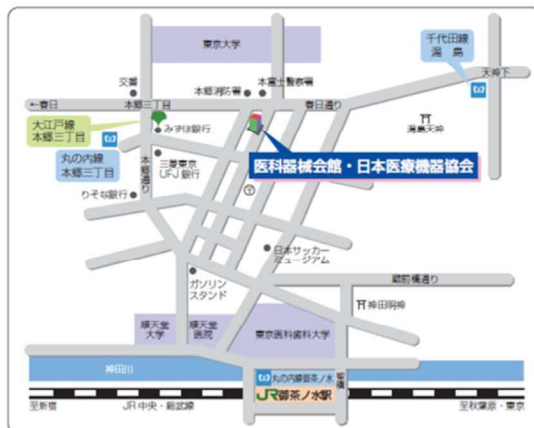 東京大学
千代田線
湯島
天神下
交番
本郷消防署
本富士警察署
←春日
本郷三丁目
春日通り
大江戸線
本郷三丁目
みずほ銀行
湯島天神
丸の内線
本郷三丁目
本郷通り
三菱東京
UFJ銀行
医科器械会館・日本医療機器協会
りそな銀行
日本サッカー
ミュージアム
蔵前橋通り
ガソリン
スタンド
神田明神
順天堂
大学
順天堂
医院
東京医科歯科大学
神田川
丸の内線御茶ノ水
聖橋
JR御茶ノ水駅
至新宿
JR中央・総武線
至秋葉原・東京